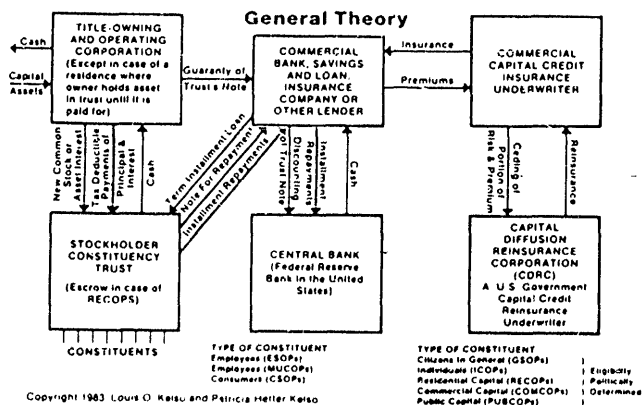 General Theory
TITLE-OWNING
AND OPERATING
CORPORATION
(Except in case of a
residence where
owner holds asset
in trust until it is
paid for)
Cash
Capital
Assets
Guaranty of
Trust's Note
COMMERCIAL
BANK, SAVINGS
AND LOAN,
INSURANCE
COMPANY OR
OTHER LENDER
Insurance
Premiums
COMMERCIAL
CAPITAL CREDIT
INSURANCE
UNDERWRITER
New Common
Stock or
Asset Interest
Tax Deductible
Payments of
Principal &
Interest
Cash
Term Installment Loan
Note For Repayment
Installment Repayments
Discounting
of Trust Note
Installment
Repayments
Cash
Ceding of
Portion of
Risk & Premium
Reinsurance
STOCKHOLDER
CONSTITUENCY
TRUST
(Escrow in case of
RECOPS)
CONSTITUENTS
CENTRAL BANK
(Federal Reserve
Bank in the United
States)
CAPITAL
DIFFUSION
REINSURANCE
CORPORATION
(CDRC)
A U.S. Government
Capital Credit
Reinsurance
Underwriter
TYPE OF CONSTITUENT
Employees (ESOPs)
Employees (MUCOPs)
Consumers (CSOPs)
TYPE OF CONSTITUENT
Citizens In General (GSOPs)
Individuals (ICOPs) ) Eligibility
Residential Capital (RECOPs) ) Politically
Commercial Capital (COMCOPs) ) Determined
Public Capital (PUBCOPs) )
Copyright 1983 Louis O. Kelso and Patricia Hetter Kelso